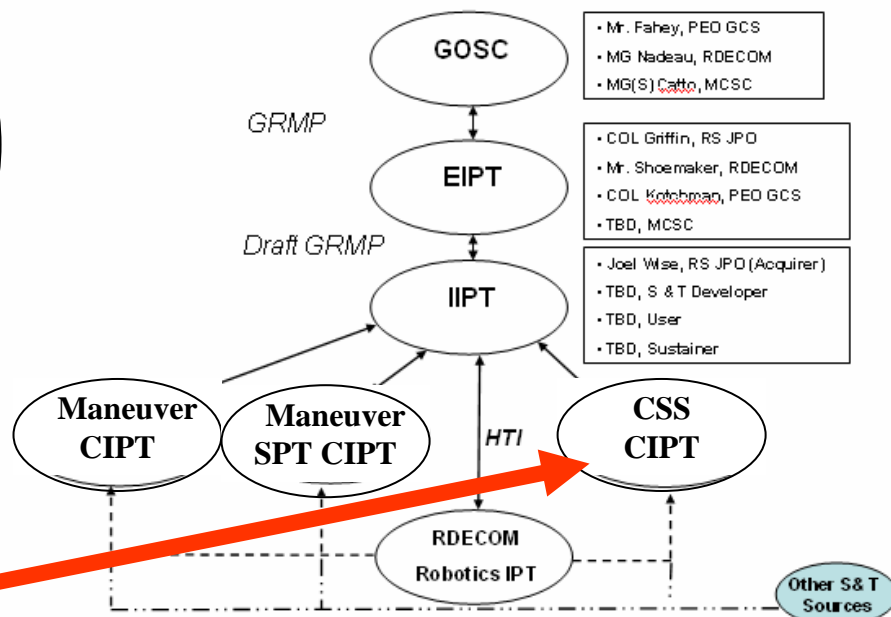 GOSC
• Mr. Fahey, PEO GCS
• MG Nadeau, RDECOM
• MG(S) Catto, MCSC
GRMP
EIPT
• COL Griffin, RS JPO
• Mr. Shoemaker, RDECOM
• COL Kotchman, PEO GCS
• TBD, MCSC
Draft GRMP
IIPT
• Joel Wise, RS JPO (Acquirer)
• TBD, S & T Developer
• TBD, User
• TBD, Sustainer
Maneuver
CIPT
Maneuver
SPT CIPT
HTI
CSS
CIPT
RDECOM
Robotics IPT
Other S& T
Sources